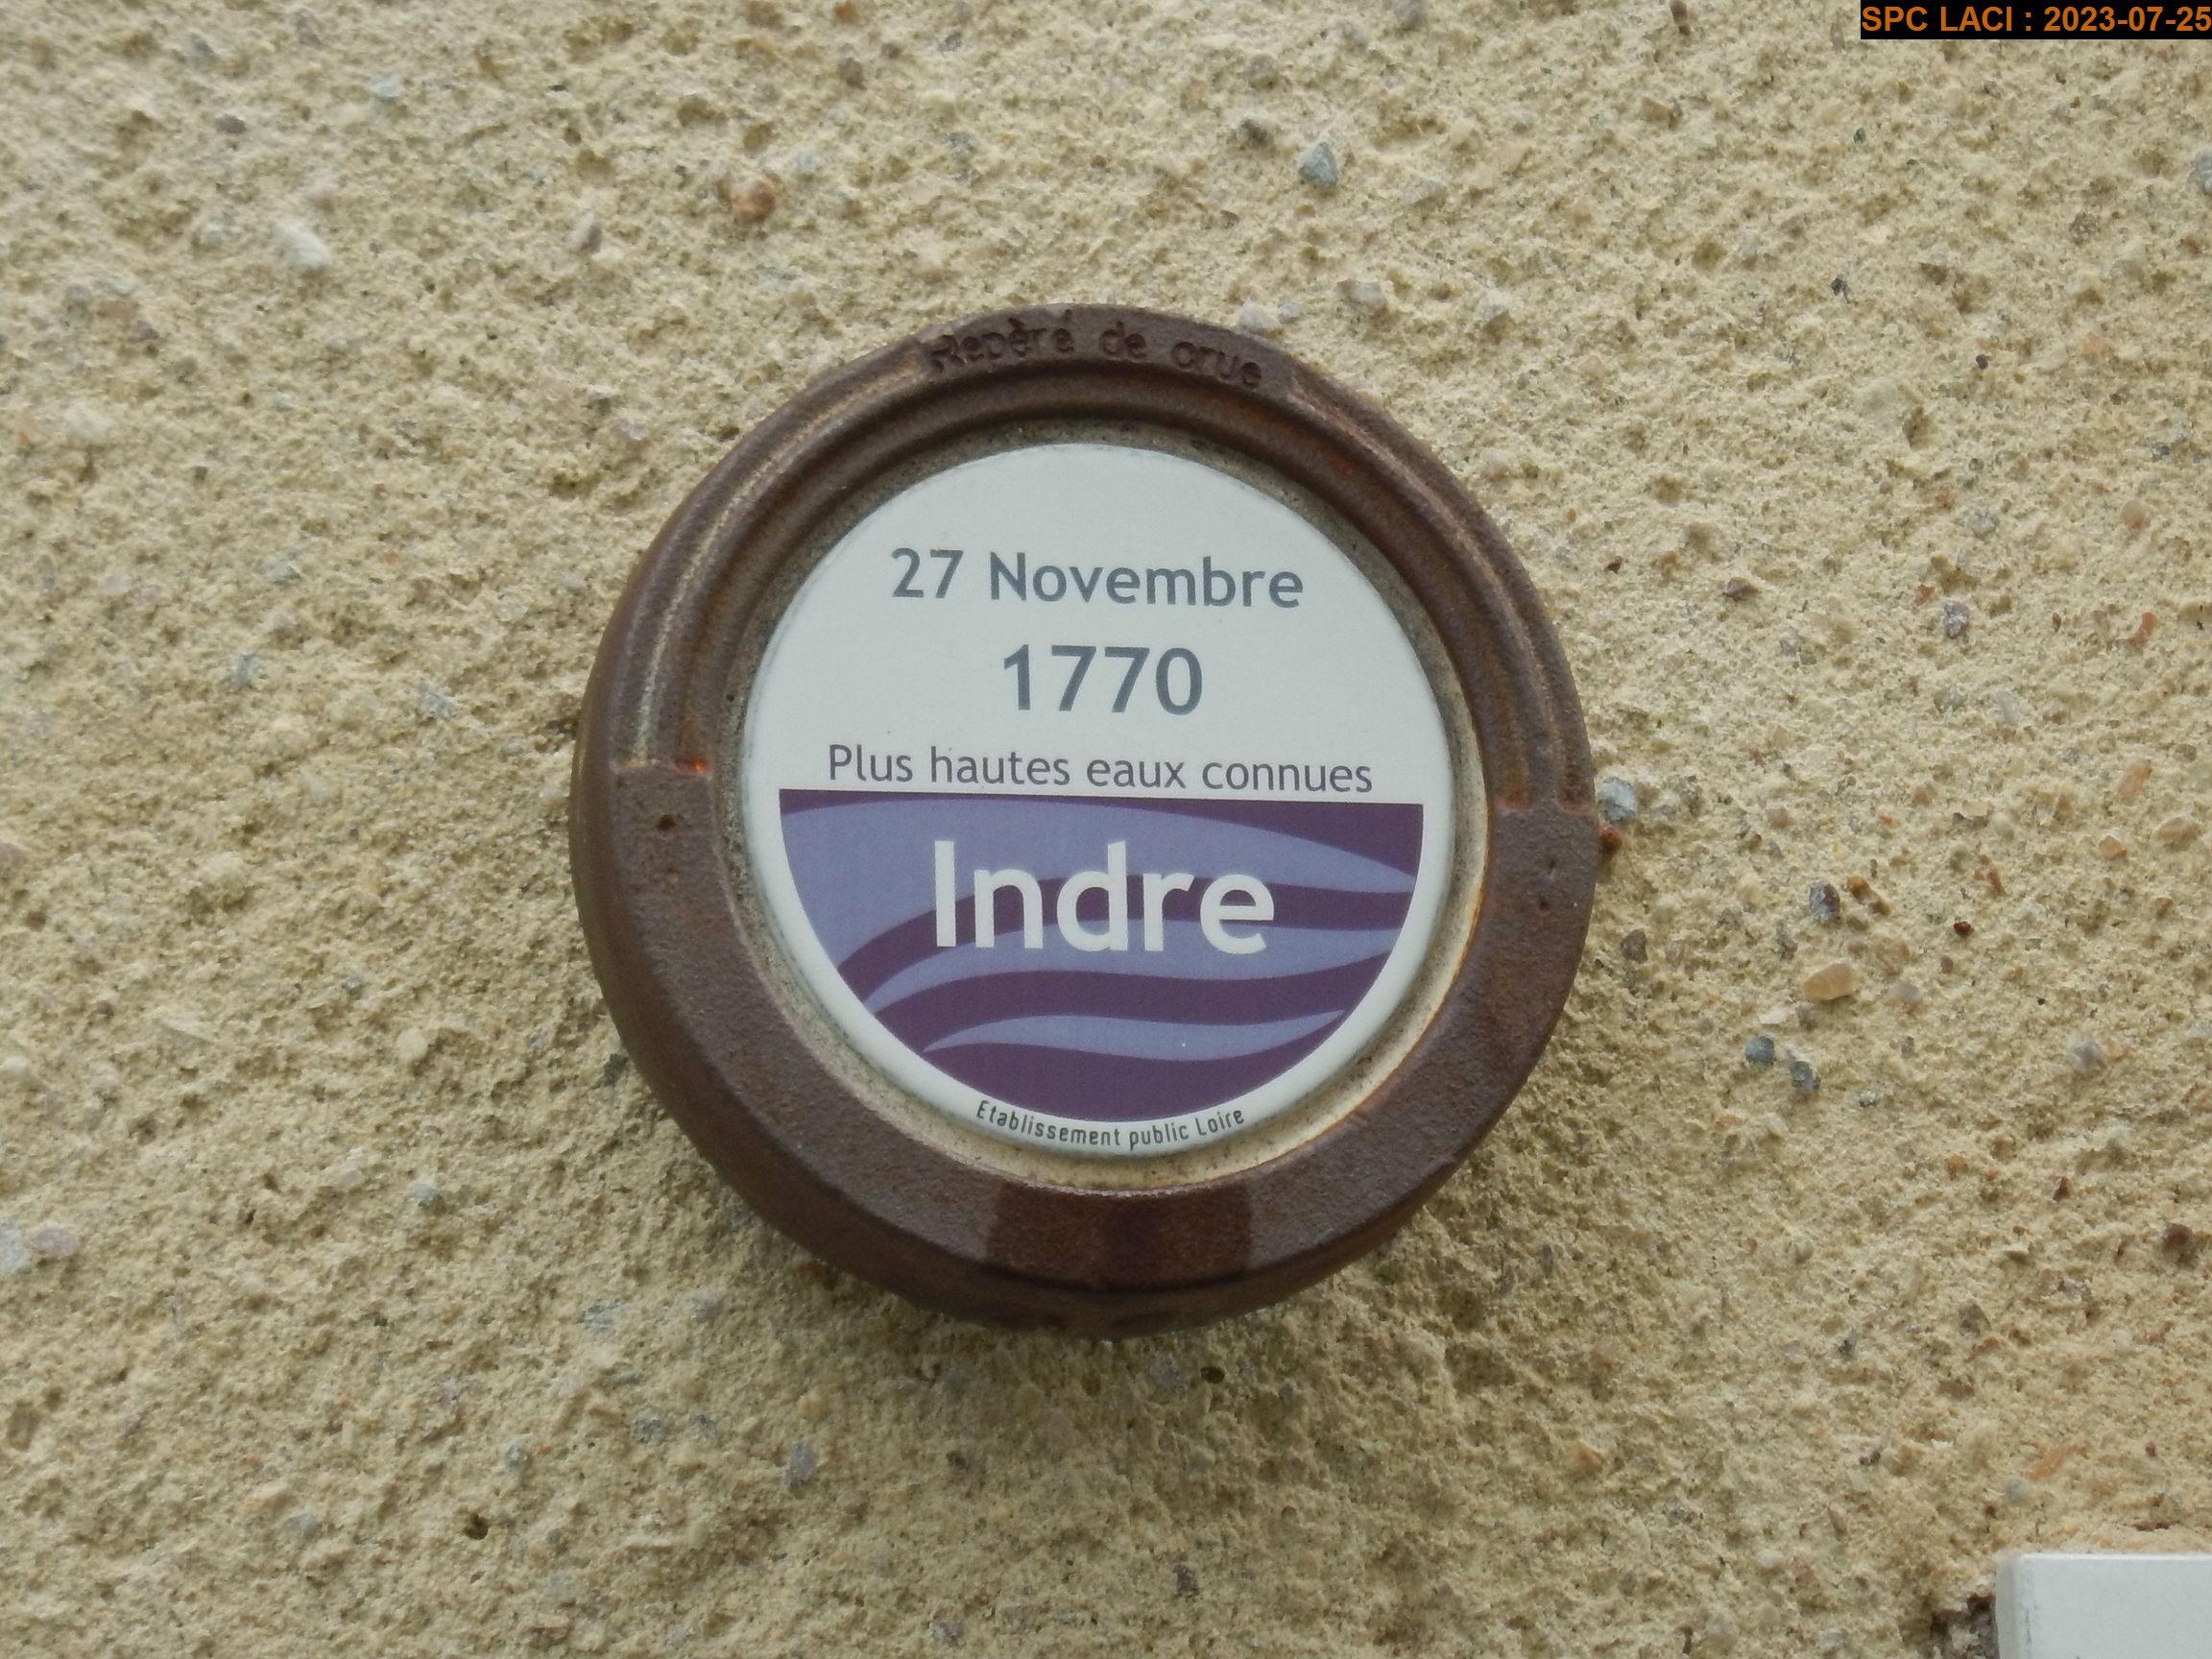 SPC LACI : 2023-07-25
Repère de crue
27 Novembre
1770
Plus hautes eaux connues
Indre
Etablissement public Loire